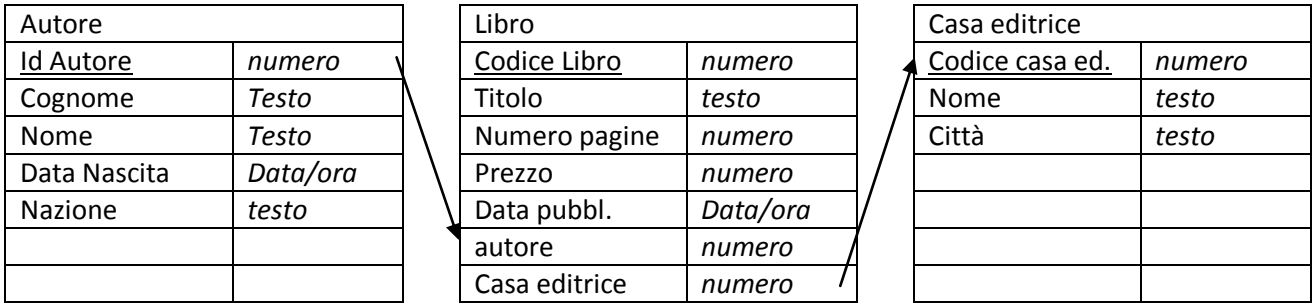 Autore
Id Autore numero
Cognome Testo
Nome Testo
Data Nascita Data/ora
Nazione testo
Libro
Codice Libro numero
Titolo testo
Numero pagine numero
Prezzo numero
Data pubbl. Data/ora
autore numero
Casa editrice numero
Casa editrice
Codice casa ed. numero
Nome testo
Città testo